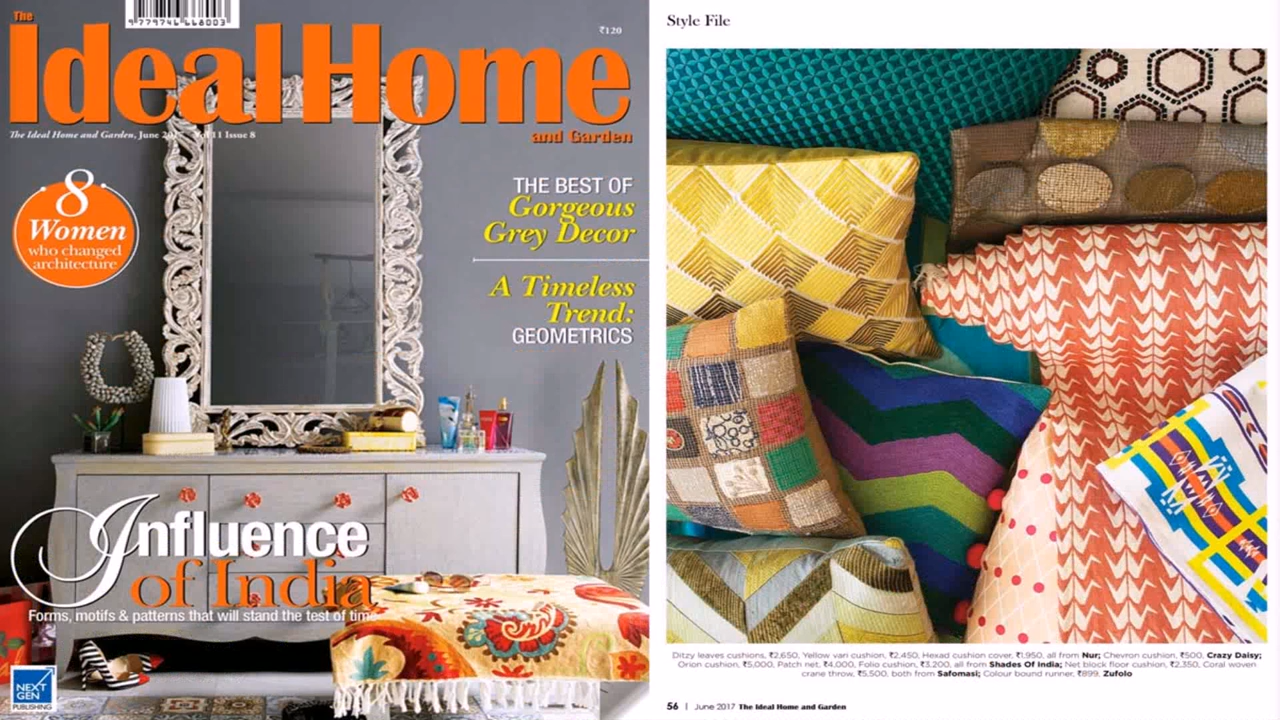 The
9 779746 668003
₹120
Ideal Home
and Garden
The Ideal Home and Garden, June Vol 11 Issue 8
8
Women
who changed
architecture
THE BEST OF
Gorgeous
Grey Decor
A Timeless
Trend:
GEOMETRICS
Influence
of India
Forms, motifs & patterns that will stand the test of time
NEXT
GEN
PUBLISHING
Style File
Ditzy leaves cushions, ₹2,650, Yellow vari cushion, ₹2,450, Hexad cushion cover, ₹1,950, all from Nur; Chevron cushion, ₹500, Crazy Daisy;
Orion cushion, ₹5,000, Patch net, ₹4,000, Folio cushion, ₹3,200, all from Shades Of India; Net block floor cushion, ₹2,350, Coral woven
crane throw, ₹5,500, both from Safomasi; Colour bound runner, ₹899, Zufolo
56 | June 2017 The Ideal Home and Garden